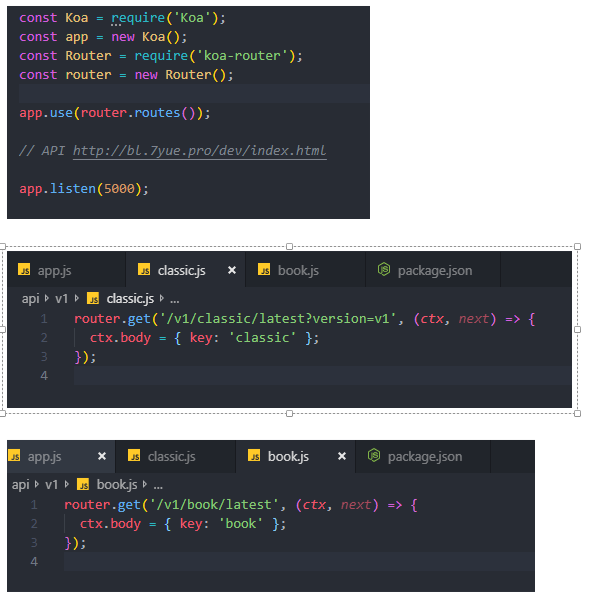 const Koa = require('Koa');
const app = new Koa();
const Router = require('koa-router');
const router = new Router();
app.use(router.routes());
// API http://bl.7yue.pro/dev/index.html
app.listen(5000);
JS app.js JS classic.js × JS book.js JS package.json
api › v1 › JS classic.js › ...
1 router.get('/v1/classic/latest?version=v1', (ctx, next) => {
2 ctx.body = { key: 'classic' };
3 });
4
JS app.js × JS classic.js JS book.js × JS package.json
api › v1 › JS book.js › ...
1 router.get('/v1/book/latest', (ctx, next) => {
2 ctx.body = { key: 'book' };
3 });
4